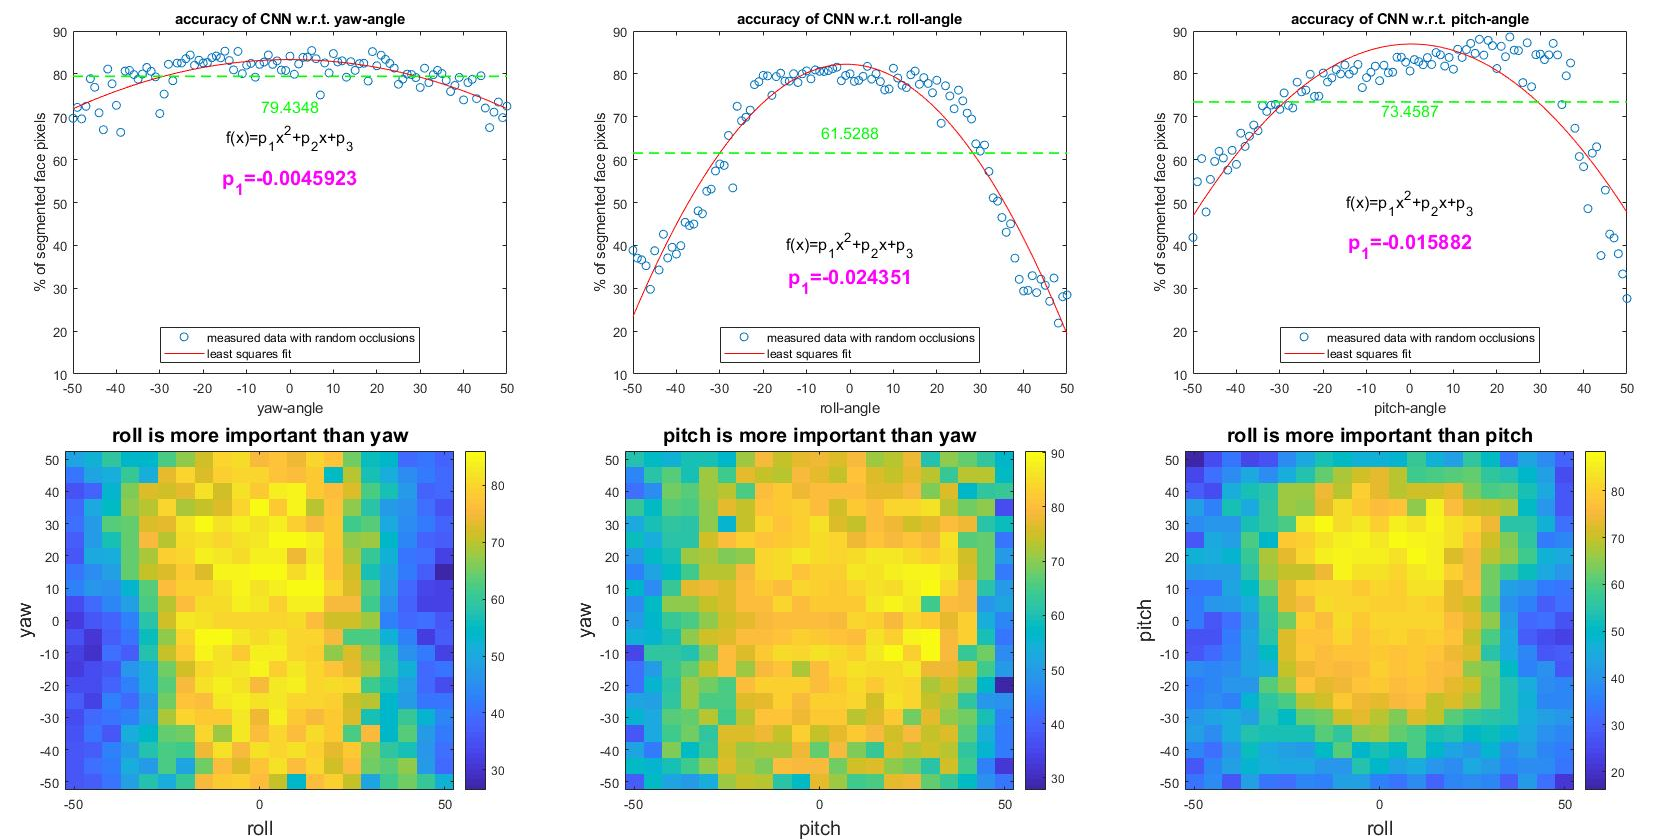 accuracy of CNN w.r.t. yaw-angle
90
80
70
60
50
40
30
20
10
% of segmented face pixels
79.4348
f(x)=p1x2+p2x+p3
p1=-0.0045923
measured data with random occlusions
least squares fit
-50 -40 -30 -20 -10 0 10 20 30 40 50
yaw-angle
accuracy of CNN w.r.t. roll-angle
90
80
70
60
50
40
30
20
10
% of segmented face pixels
61.5288
f(x)=p1x2+p2x+p3
p1=-0.024351
measured data with random occlusions
least squares fit
-50 -40 -30 -20 -10 0 10 20 30 40 50
roll-angle
accuracy of CNN w.r.t. pitch-angle
90
80
70
60
50
40
30
20
10
% of segmented face pixels
73.4587
f(x)=p1x2+p2x+p3
p1=-0.015882
measured data with random occlusions
least squares fit
-50 -40 -30 -20 -10 0 10 20 30 40 50
pitch-angle
roll is more important than yaw
50
40
30
20
10
0
-10
-20
-30
-40
-50
yaw
-50 0 50
roll
80
70
60
50
40
30
pitch is more important than yaw
50
40
30
20
10
0
-10
-20
-30
-40
-50
yaw
-50 0 50
pitch
90
80
70
60
50
40
30
roll is more important than pitch
50
40
30
20
10
0
-10
-20
-30
-40
-50
pitch
-50 0 50
roll
80
70
60
50
40
30
20